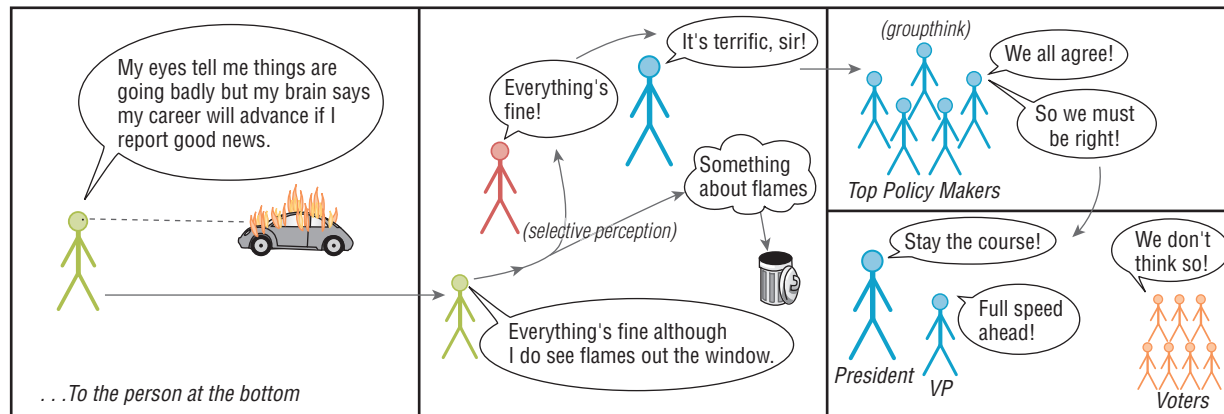 My eyes tell me things are
going badly but my brain says
my career will advance if I
report good news.
. . .To the person at the bottom
It's terrific, sir!
Everything's
fine!
Something
about flames
(selective perception)
Everything's fine although
I do see flames out the window.
(groupthink)
We all agree!
So we must
be right!
Top Policy Makers
Stay the course!
We don't
think so!
Full speed
ahead!
President
VP
Voters